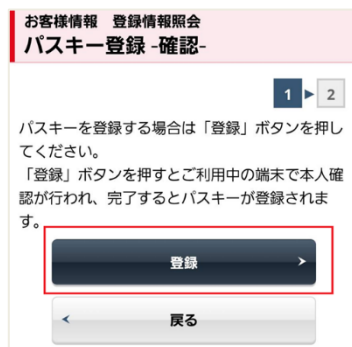 お客様情報 登録情報照会
パスキー登録 -確認-
1 ▶ 2
パスキーを登録する場合は「登録」ボタンを押し
てください。
「登録」ボタンを押すとご利用中の端末で本人確
認が行われ、完了するとパスキーが登録されま
す。
登録
戻る